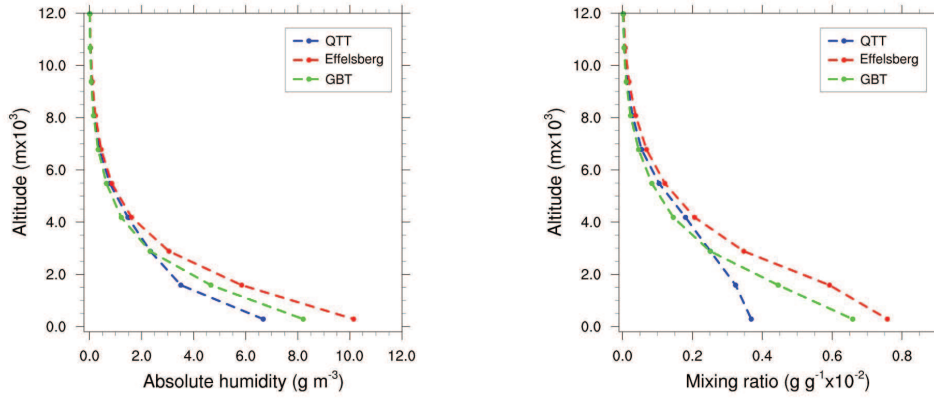 12.0
10.0
8.0
6.0
4.0
2.0
0.0
Altitude (mx10³)
QTT
Effelsberg
GBT
0.0 2.0 4.0 6.0 8.0 10.0 12.0
Absolute humidity (g m⁻³)
12.0
10.0
8.0
6.0
4.0
2.0
0.0
Altitude (mx10³)
QTT
Effelsberg
GBT
0.0 0.2 0.4 0.6 0.8
Mixing ratio (g g⁻¹x10⁻²)